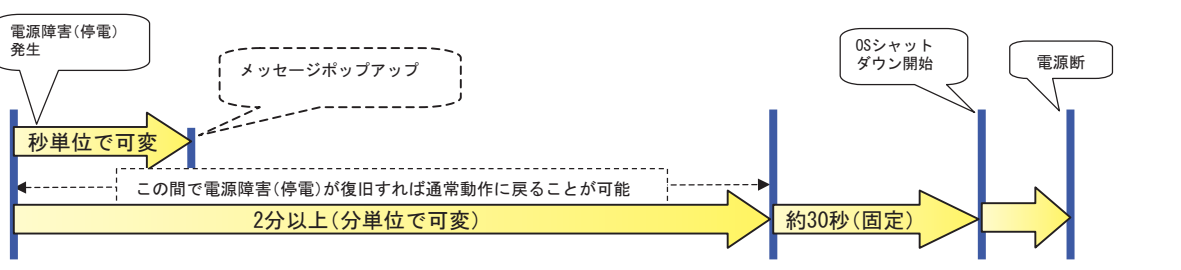 電源障害(停電)
発生
メッセージポップアップ
OSシャット
ダウン開始
電源断
秒単位で可変
この間で電源障害(停電)が復旧すれば通常動作に戻ることが可能
2分以上(分単位で可変)
約30秒(固定)